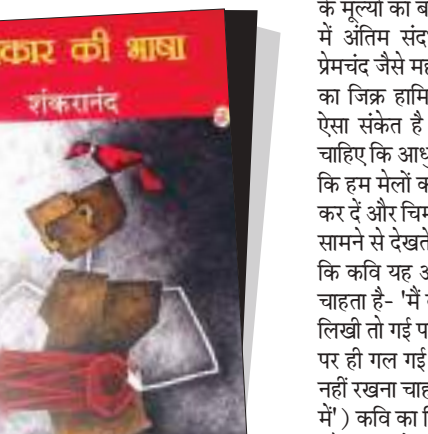 कार की भाषा
शंकरानंद
के मूल्यों का ब
में अंतिम संद
प्रेमचंद जैसे मह
का जिक्र हामि
ऐसा संकेत है
चाहिए कि आधु
कि हम मेलों क
कर दें और चिम
सामने से देखते
कि कवि यह अ
चाहता है- 'मैं
लिखी तो गई प
पर ही गल गई
नहीं रखना चाह
में' ) कवि का